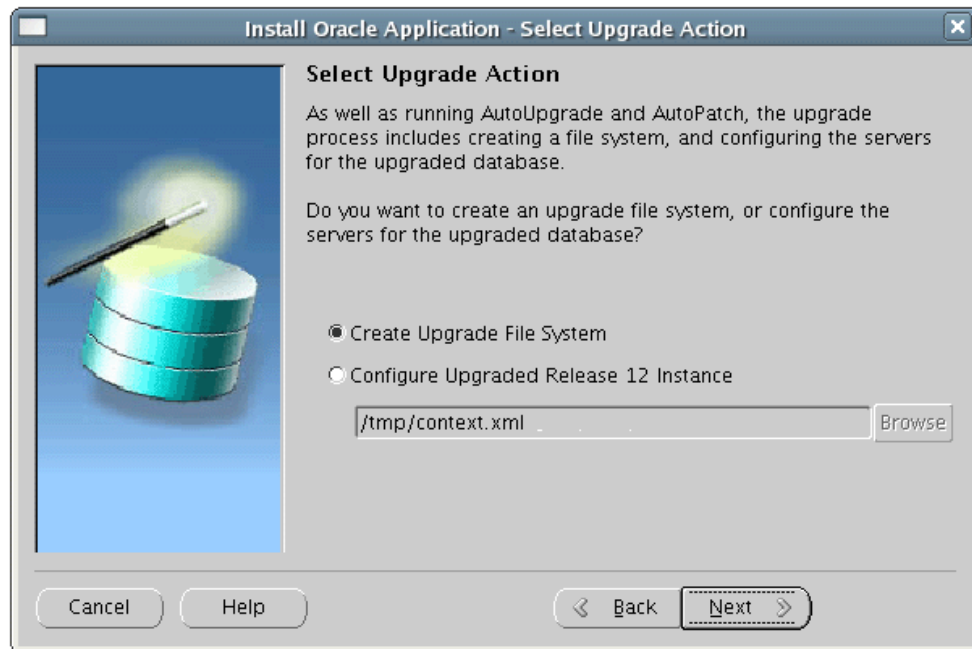 Install Oracle Application - Select Upgrade Action
Select Upgrade Action
As well as running AutoUpgrade and AutoPatch, the upgrade
process includes creating a file system, and configuring the servers
for the upgraded database.
Do you want to create an upgrade file system, or configure the
servers for the upgraded database?
Create Upgrade File System
Configure Upgraded Release 12 Instance
/tmp/context.xml
Browse
Cancel
Help
Back
Next